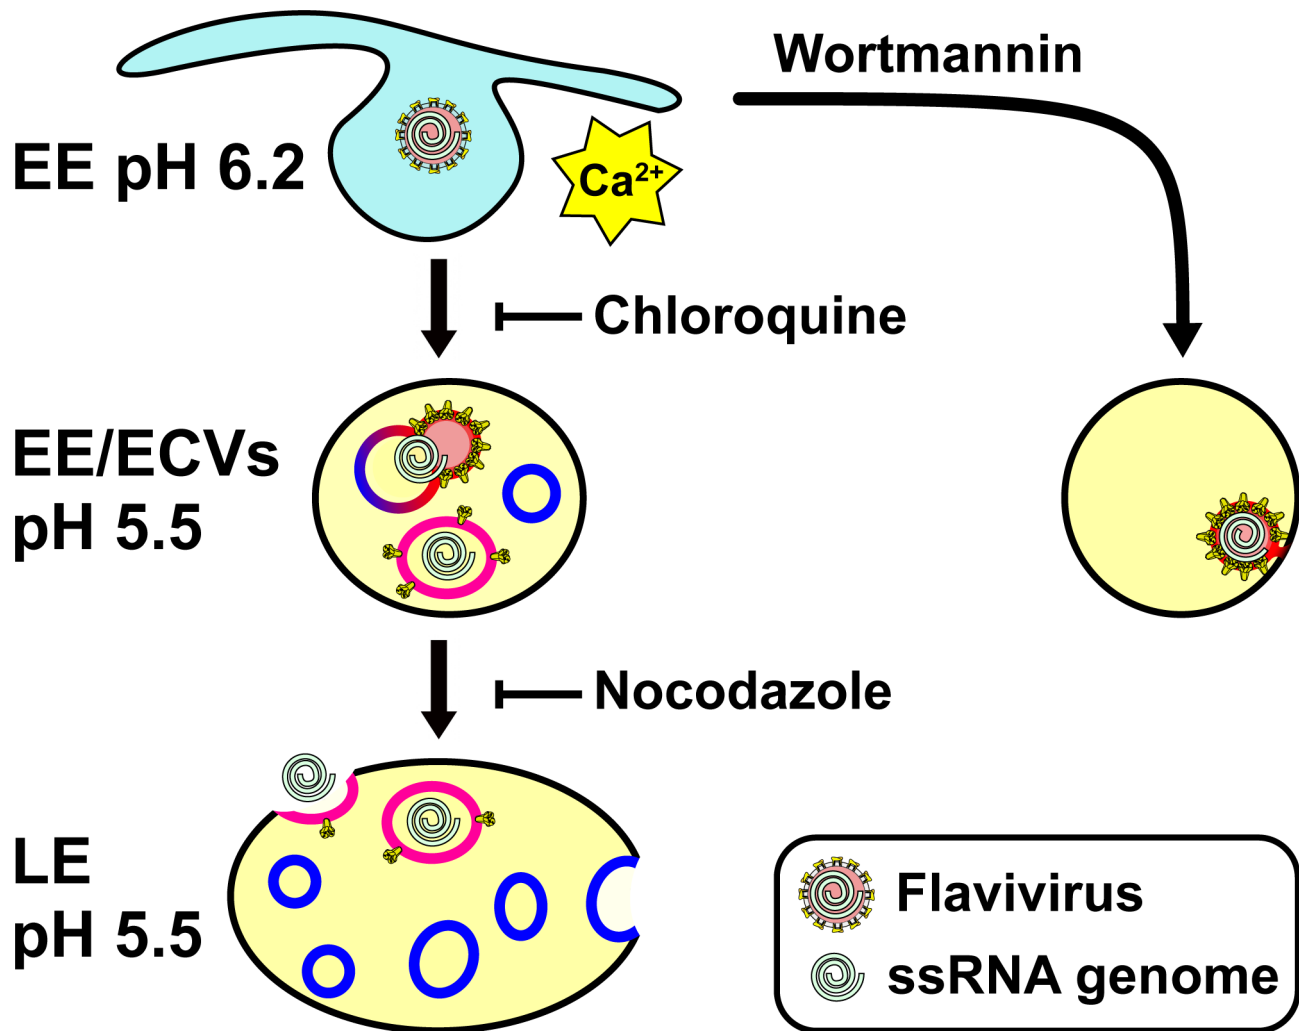 Wortmannin
EE pH 6.2
Ca²⁺
Chloroquine
EE/ECVs
pH 5.5
Nocodazole
LE
pH 5.5
Flavivirus
ssRNA genome